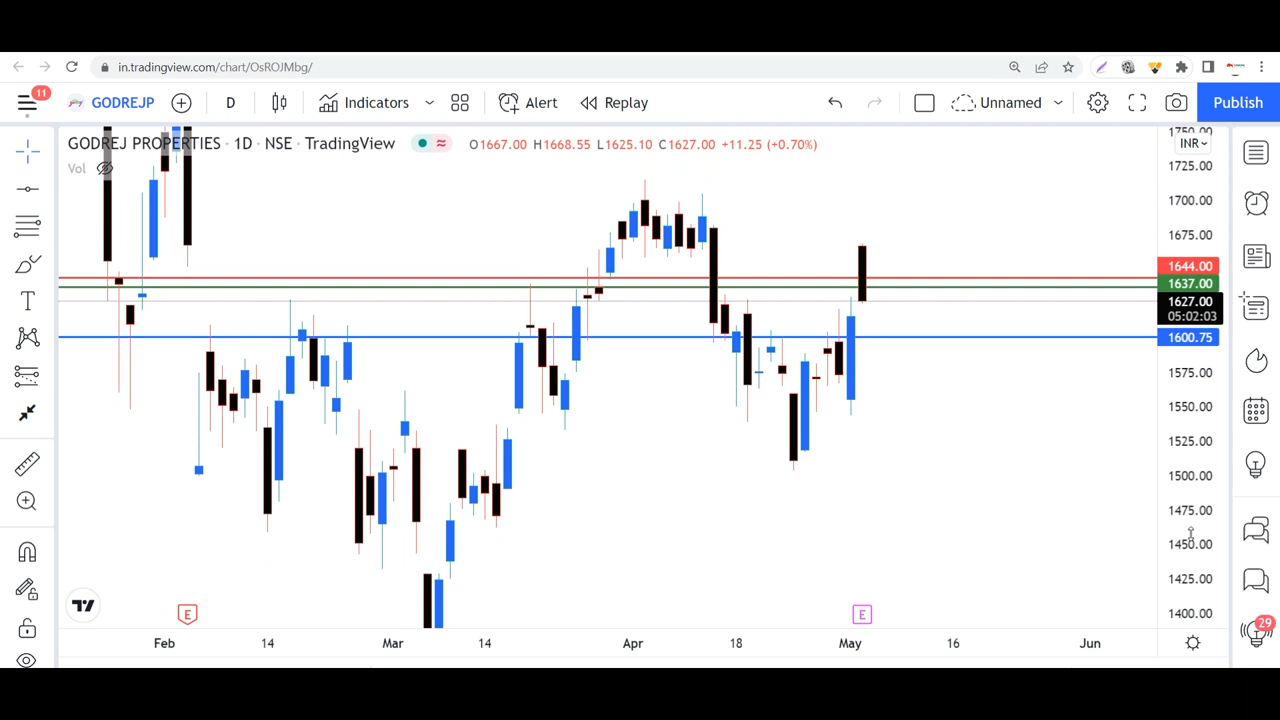 in.tradingview.com/chart/OsROJMbg/
11
GODREJP
D
Indicators
Alert
Replay
Unnamed
Publish
GODREJ PROPERTIES · 1D · NSE · TradingView
O1667.00 H1668.55 L1625.10 C1627.00 +11.25 (+0.70%)
Vol
INR
1750.00
1725.00
1700.00
1675.00
1644.00
1637.00
1627.00
05:02:03
1600.75
1575.00
1550.00
1525.00
1500.00
1475.00
1450.00
1425.00
1400.00
E
E
29
Feb
14
Mar
14
Apr
18
May
16
Jun